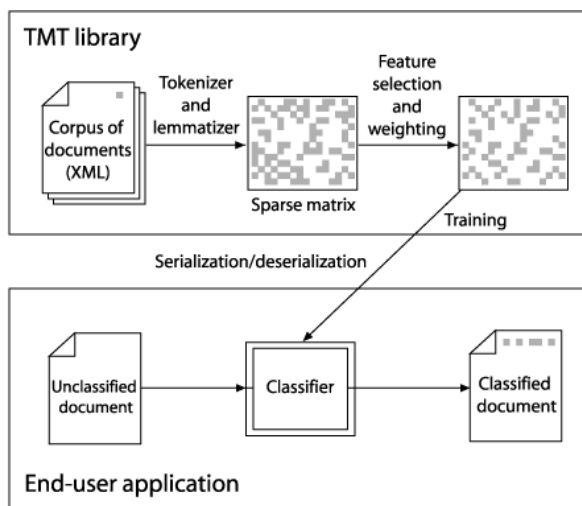 TMT library
Corpus of
documents
(XML)
Tokenizer
and
lemmatizer
Sparse matrix
Feature
selection
and
weighting
Training
Serialization/deserialization
Unclassified
document
Classifier
Classified
document
End-user application